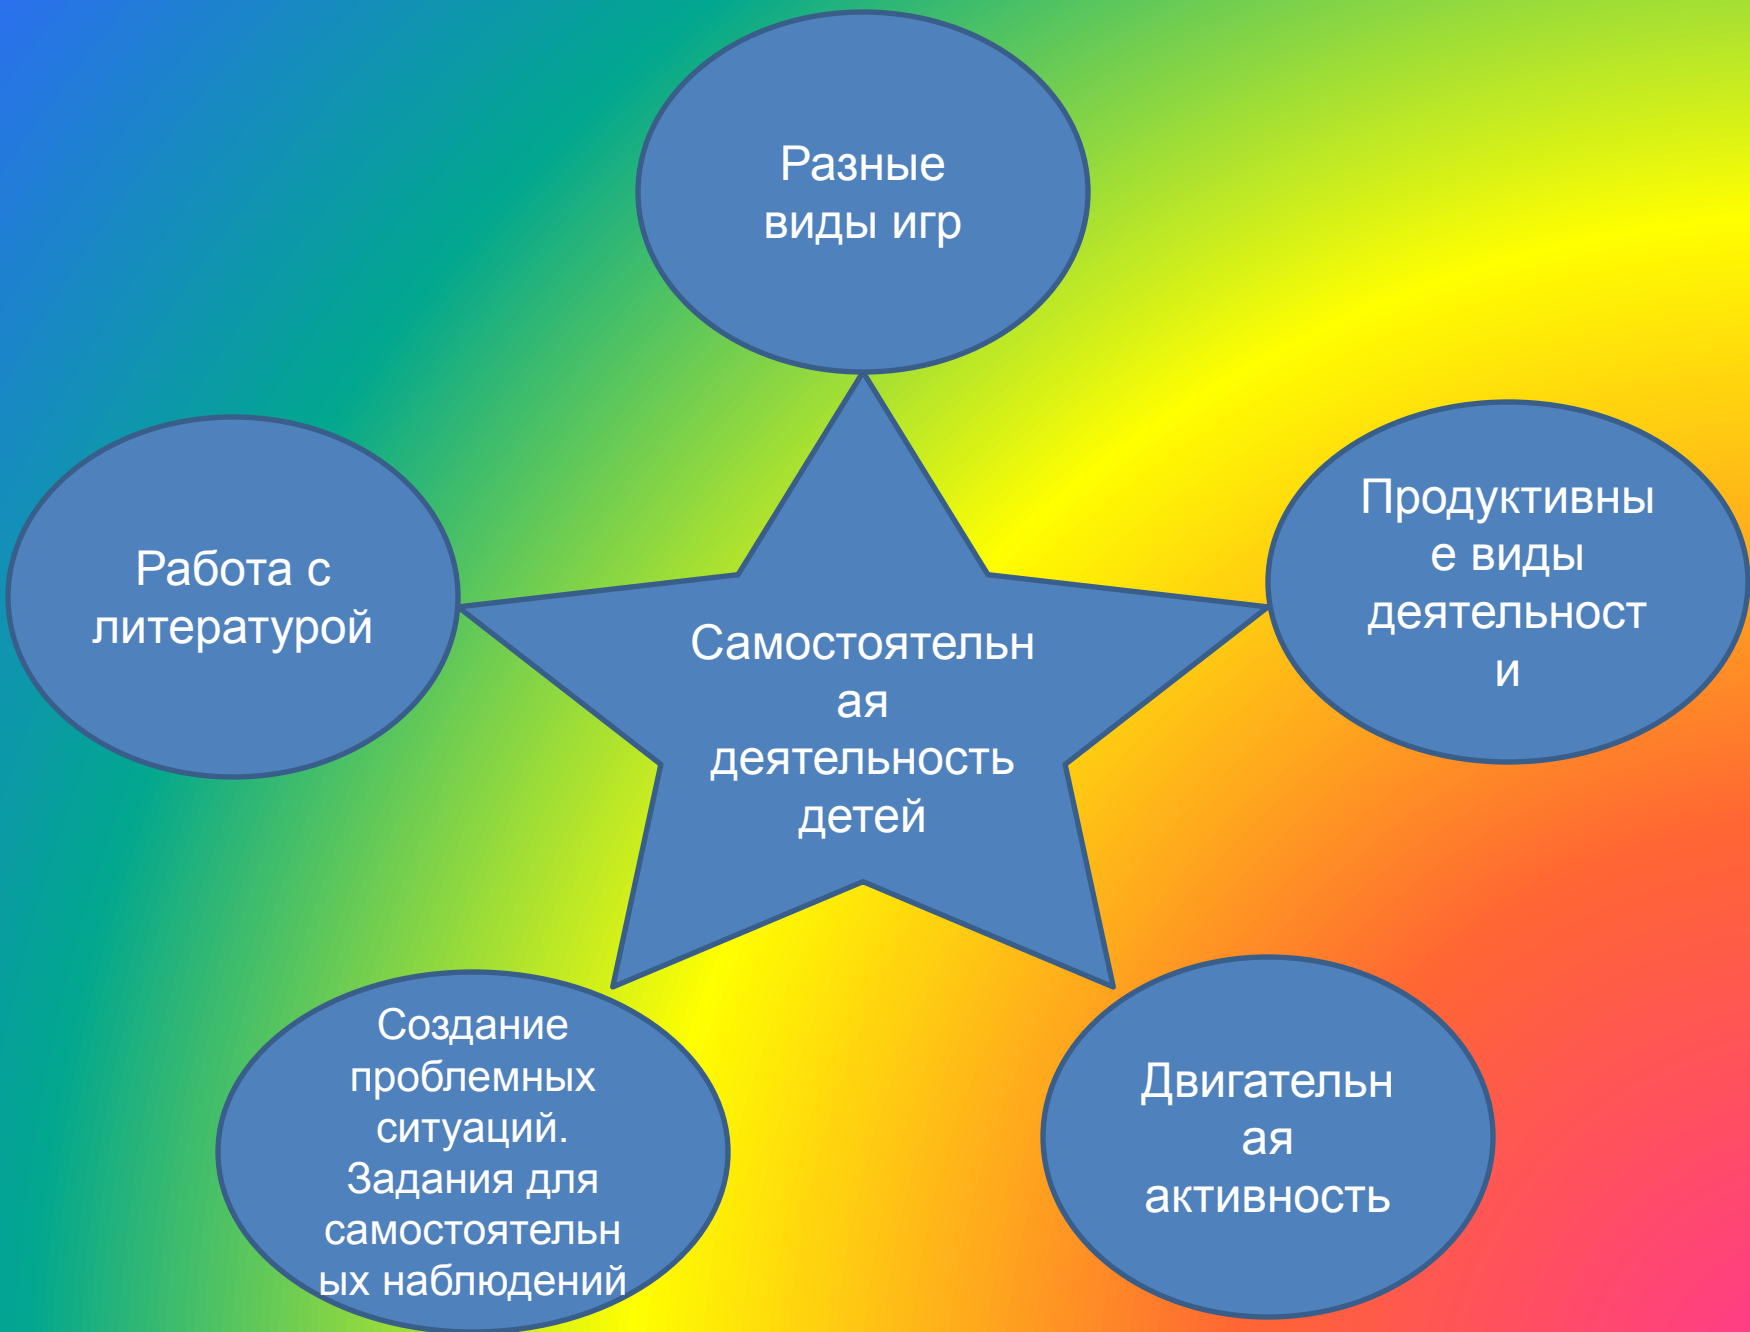 Разные
виды игр
Работа с
литературой
Продуктивны
е виды
деятельност
и
Самостоятельн
ая
деятельность
детей
Создание
проблемных
ситуаций.
Задания для
самостоятельн
ых наблюдений
Двигательн
ая
активность